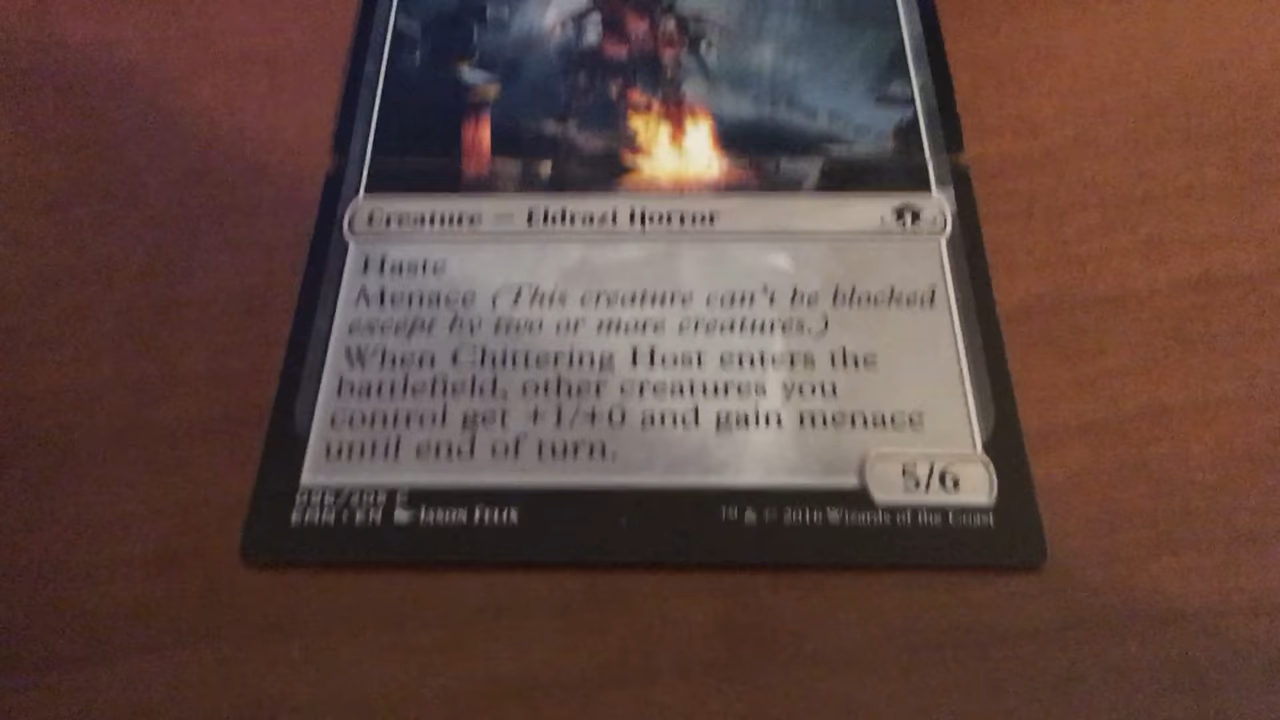 Creature — Eldrazi Horror
Haste
Menace (This creature can't be blocked
except by two or more creatures.)
When Chittering Host enters the
battlefield, other creatures you
control get +1/+0 and gain menace
until end of turn.
5/6
EMN • EN Jason Felix
™ & © 2016 Wizards of the Coast